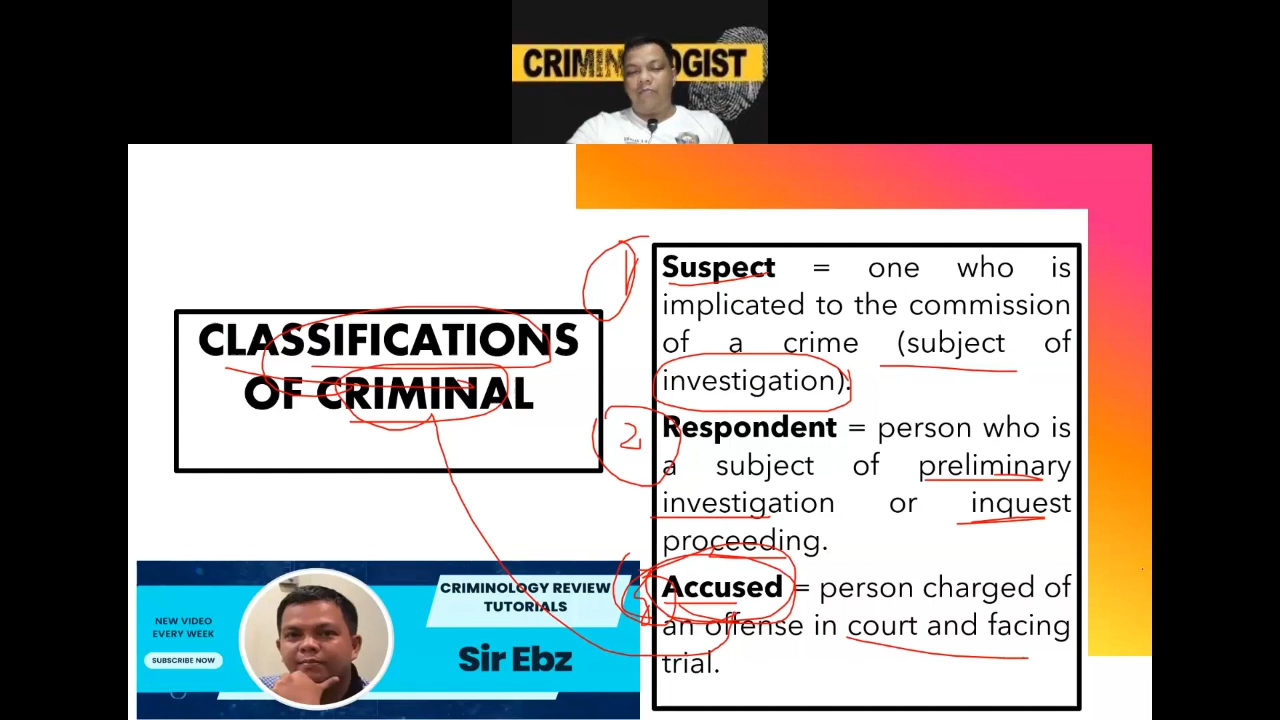 CRIMINOLOGIST
CLASSIFICATIONS
OF CRIMINAL
1
Suspect = one who is
implicated to the commission
of a crime (subject of
investigation).
2
Respondent = person who is
a subject of preliminary
investigation or inquest
proceeding.
3
Accused = person charged of
an offense in court and facing
trial.
NEW VIDEO
EVERY WEEK
SUBSCRIBE NOW
CRIMINOLOGY REVIEW
TUTORIALS
Sir Ebz